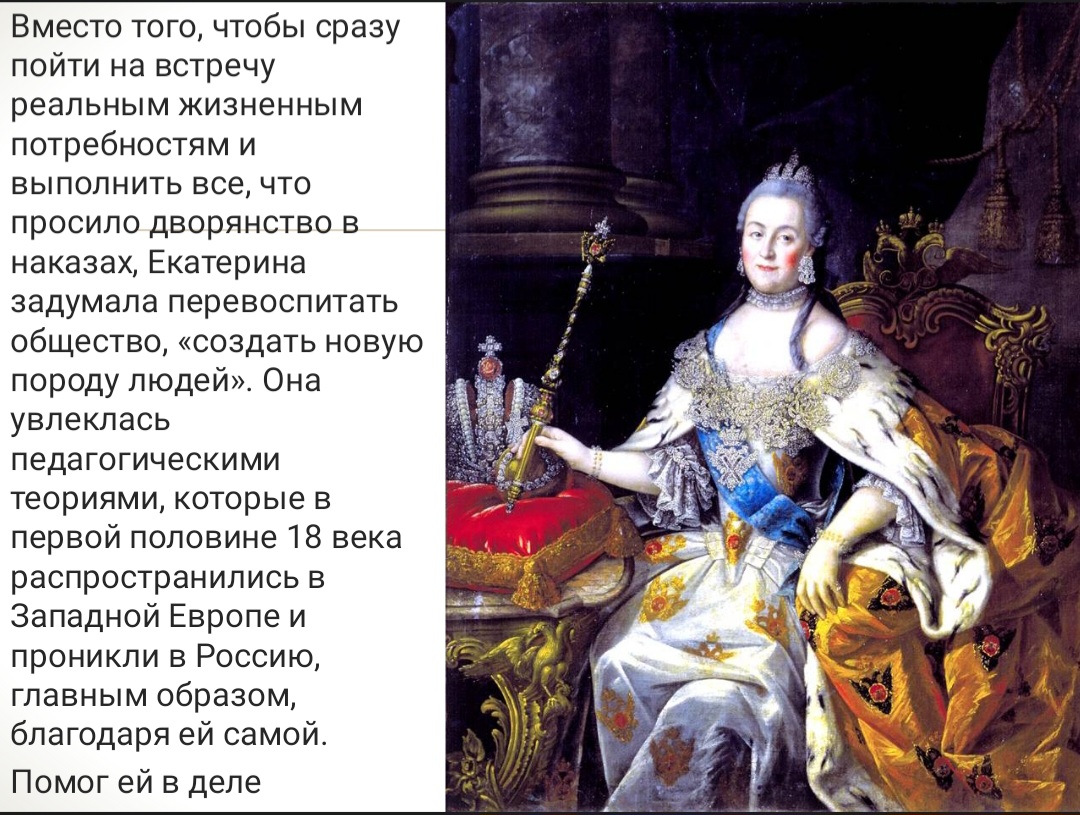 Вместо того, чтобы сразу
пойти на встречу
реальным жизненным
потребностям и
выполнить все, что
просило дворянство в
наказах, Екатерина
задумала перевоспитать
общество, «создать новую
породу людей». Она
увлеклась
педагогическими
теориями, которые в
первой половине 18 века
распространились в
Западной Европе и
проникли в Россию,
главным образом,
благодаря ей самой.
Помог ей в деле